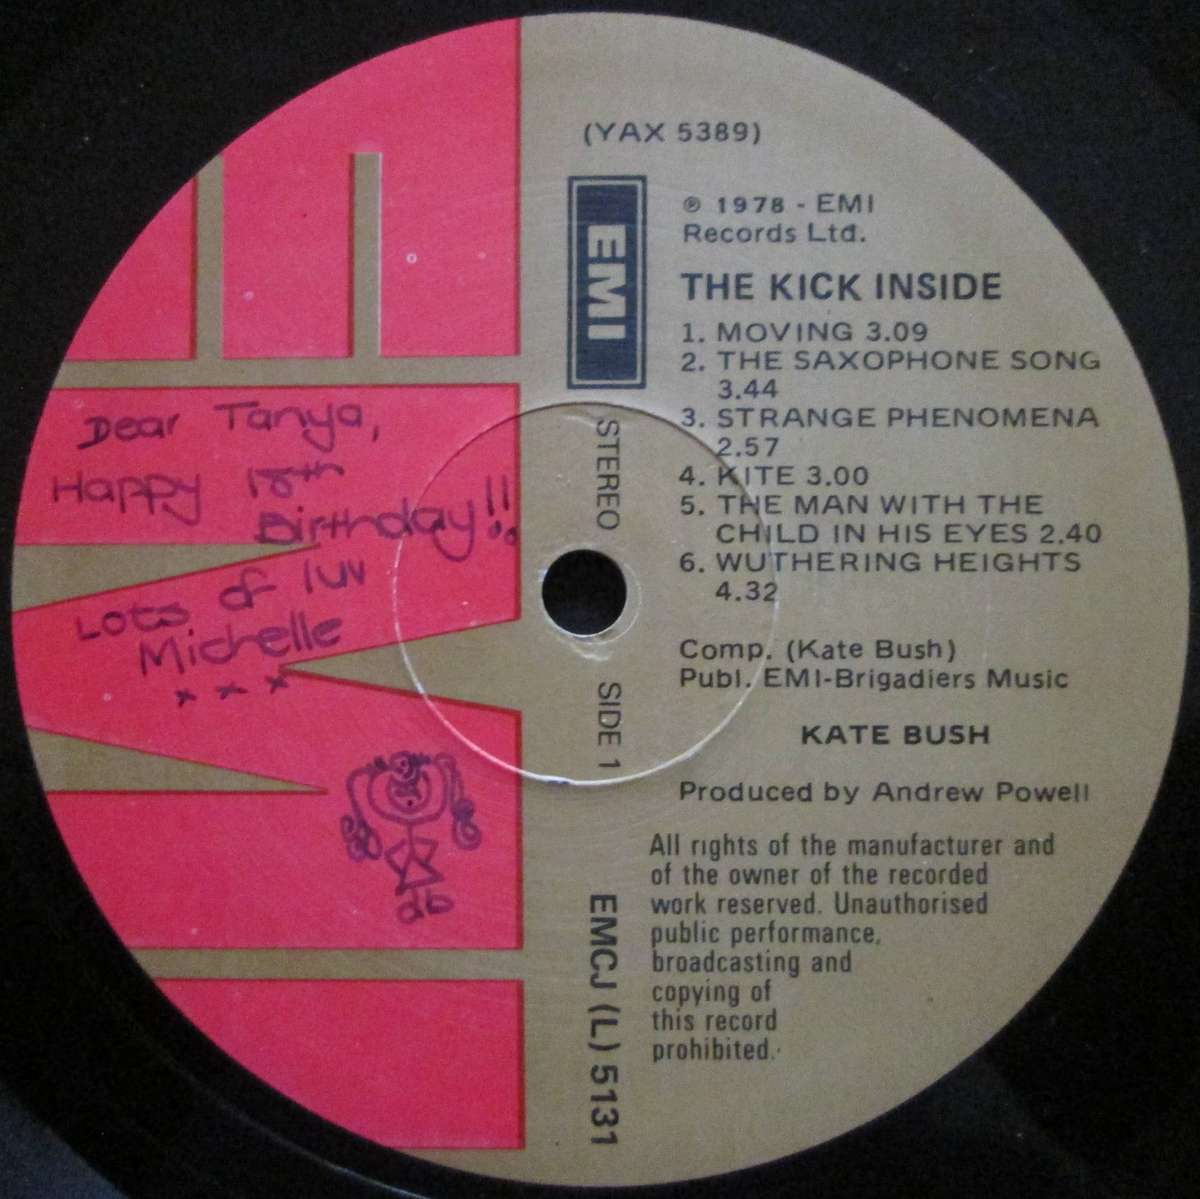 (YAX 5389)
EMI
℗ 1978 - EMI
Records Ltd.
THE KICK INSIDE
1. MOVING 3.09
2. THE SAXOPHONE SONG
3.44
3. STRANGE PHENOMENA
2.57
4. KITE 3.00
5. THE MAN WITH THE
CHILD IN HIS EYES 2.40
6. WUTHERING HEIGHTS
4.32
Comp. (Kate Bush)
Publ. EMI-Brigadiers Music
KATE BUSH
Produced by Andrew Powell
All rights of the manufacturer and
of the owner of the recorded
work reserved. Unauthorised
public performance,
broadcasting and
copying of
this record
prohibited.
STEREO
SIDE 1
EMCJ (L) 5131
Dear Tanya,
Happy 18th
Birthday!!
Lots of luv
Michelle
x x x